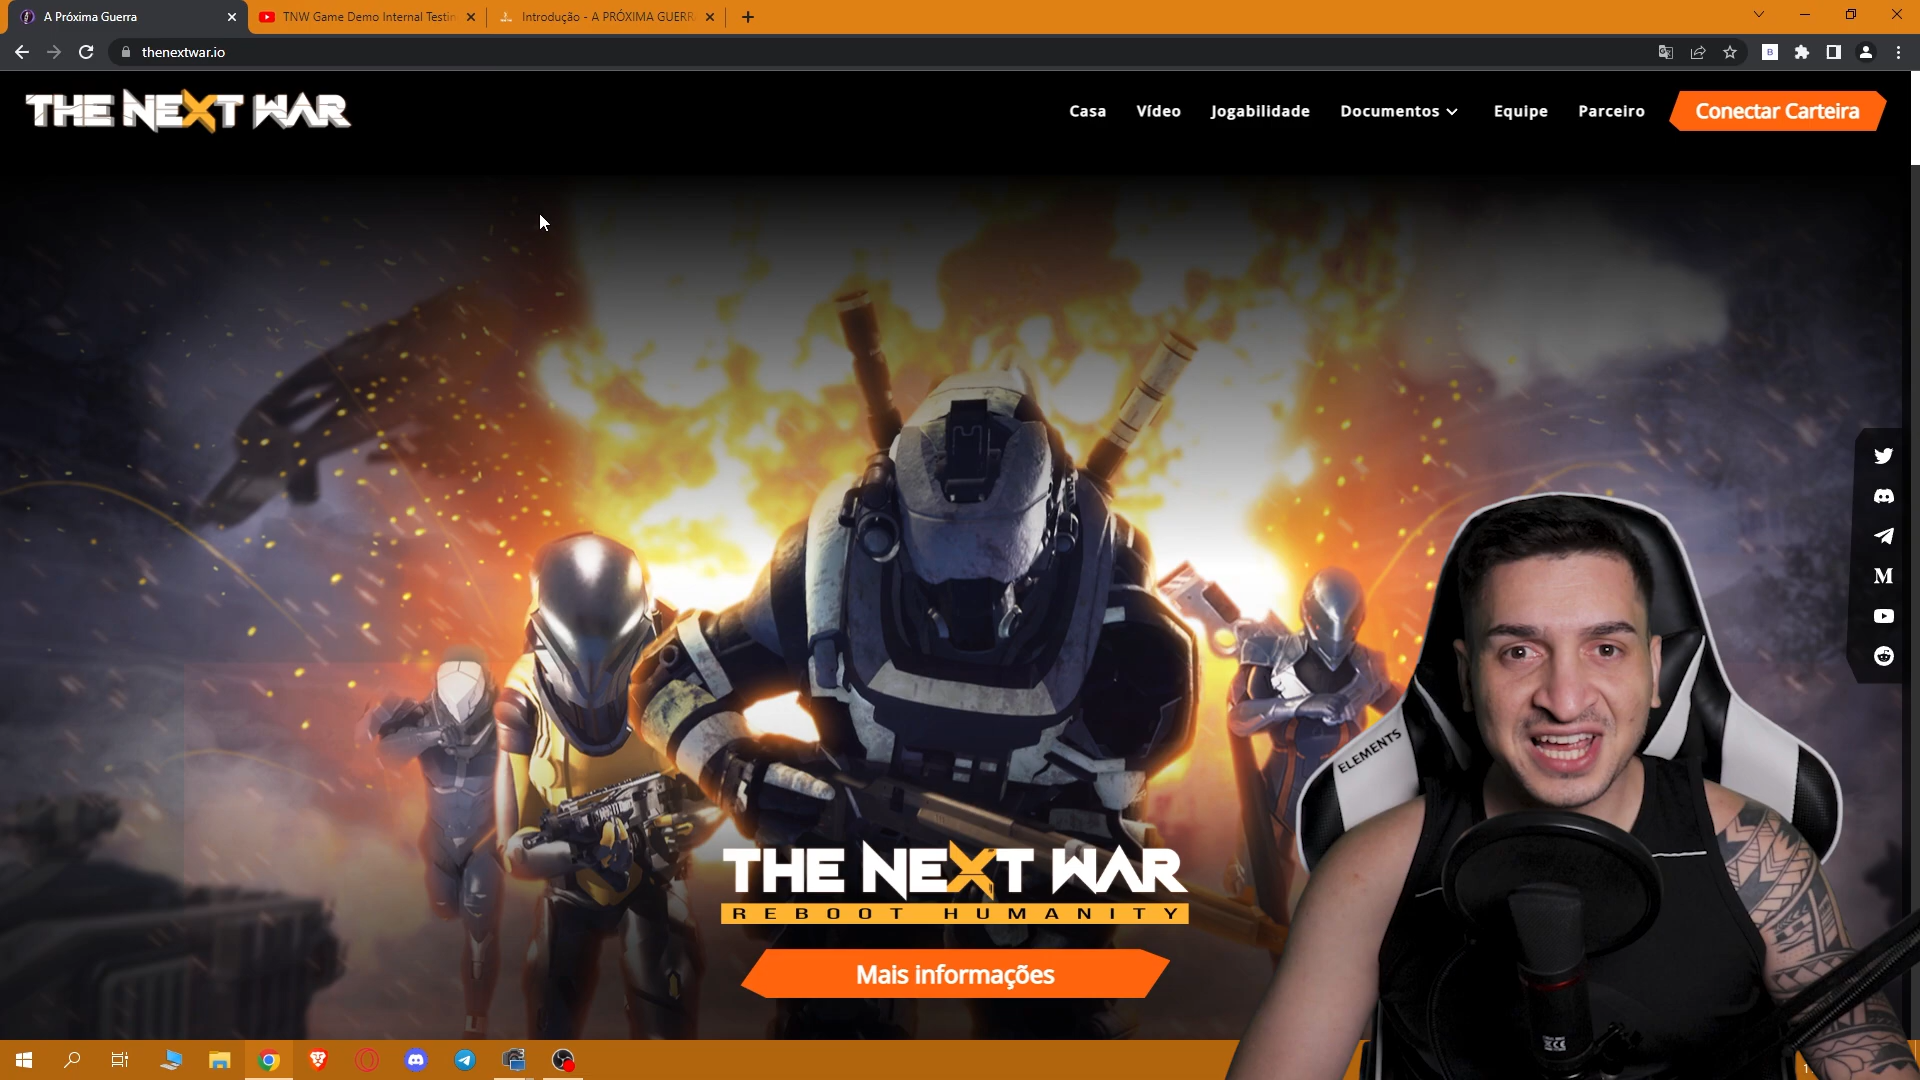 A Próxima Guerra
TNW Game Demo Internal Testin
Introdução - A PRÓXIMA GUERR
thenextwar.io
THE NEXT WAR
Casa
Vídeo
Jogabilidade
Documentos
Equipe
Parceiro
Conectar Carteira
ELEMENTS
THE NEXT WAR
REBOOT HUMANITY
Mais informações